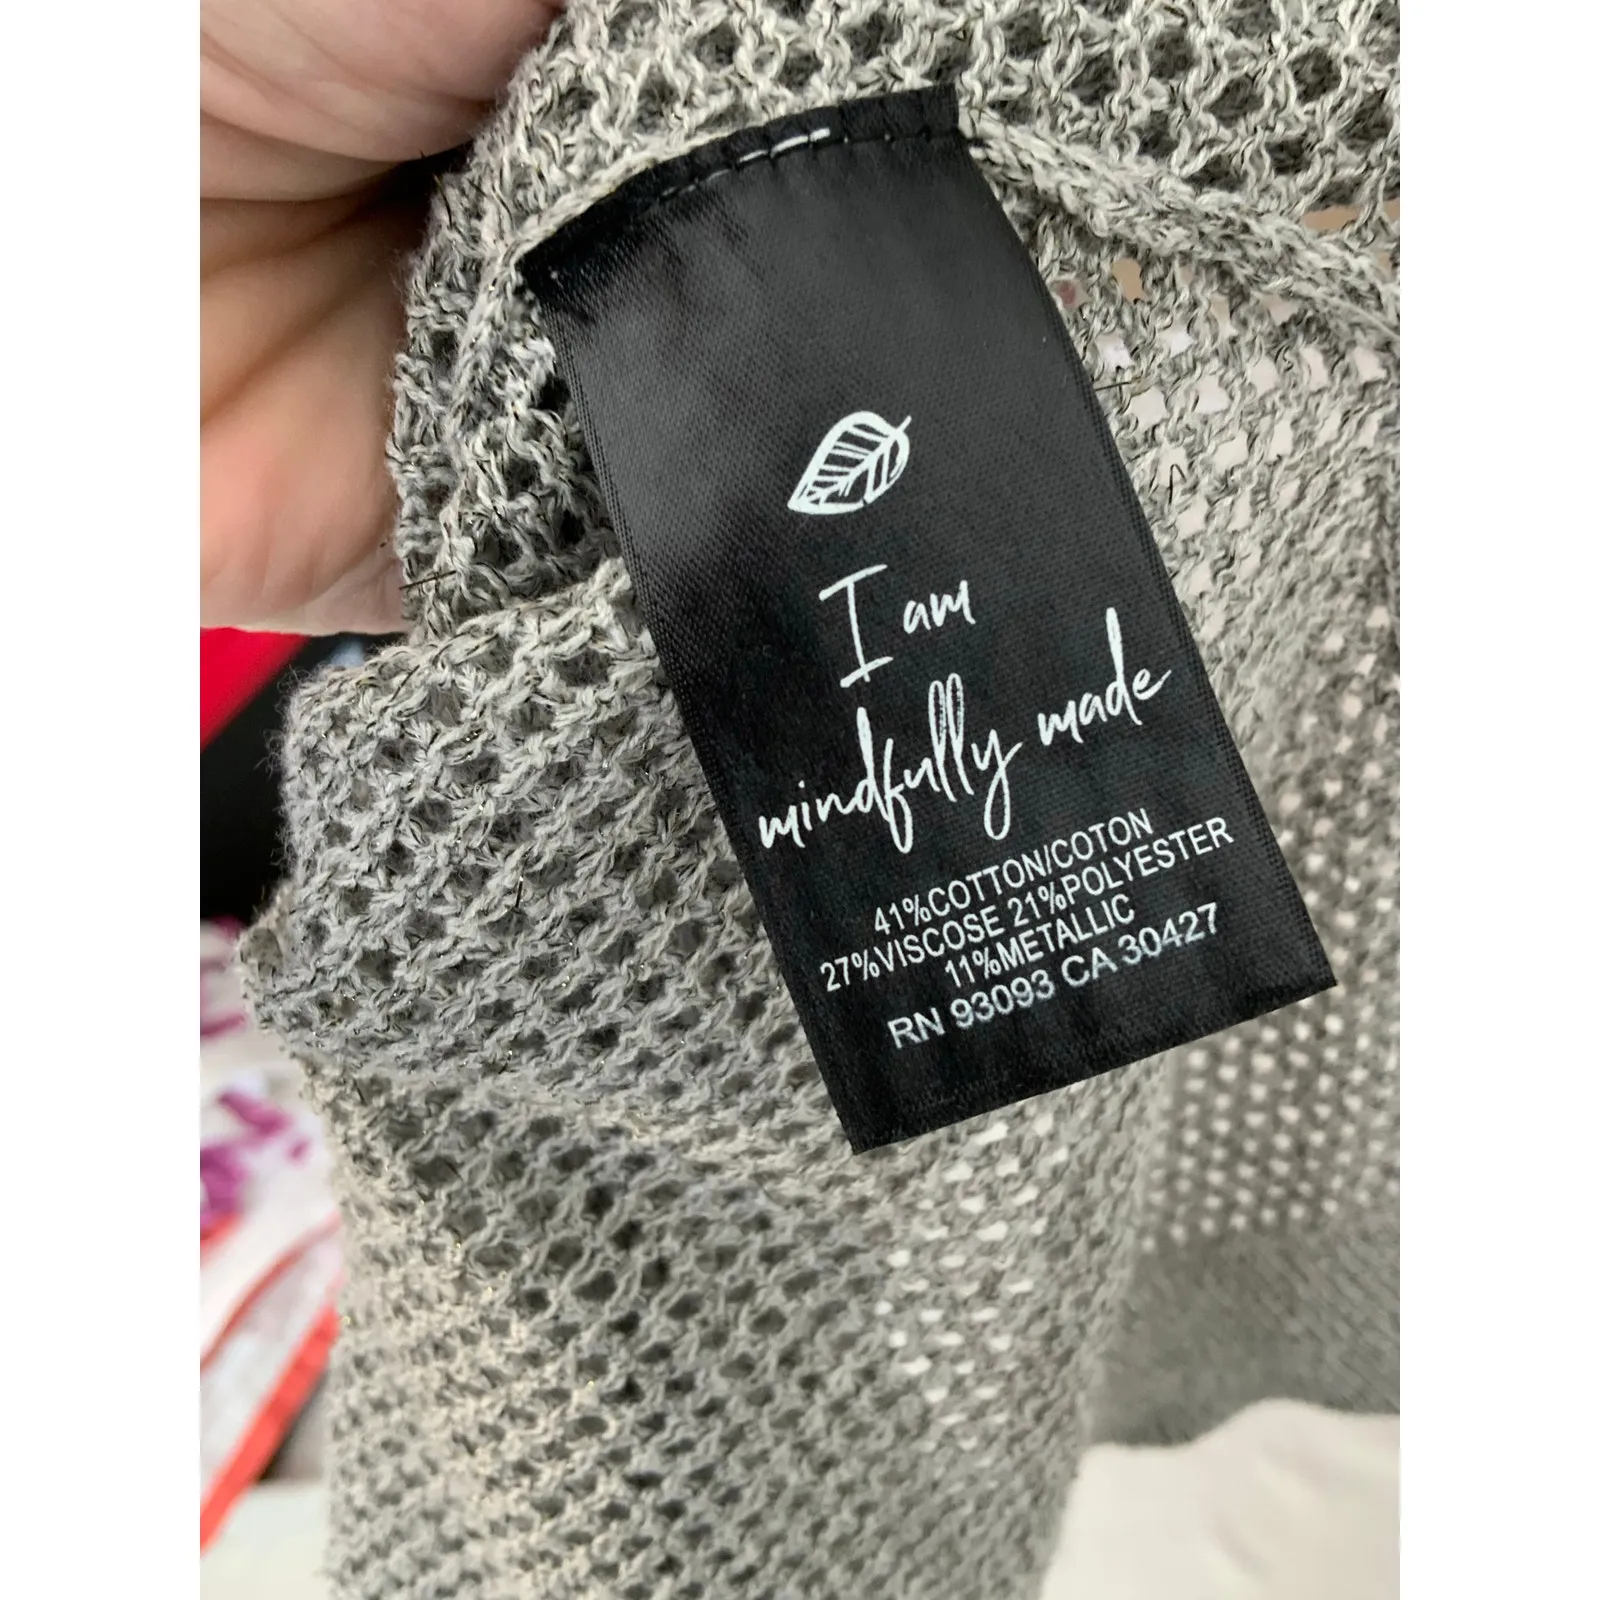 I am
mindfully made
41%COTTON/COTON
27%VISCOSE 21%POLYESTER
11%METALLIC
RN 93093 CA 30427